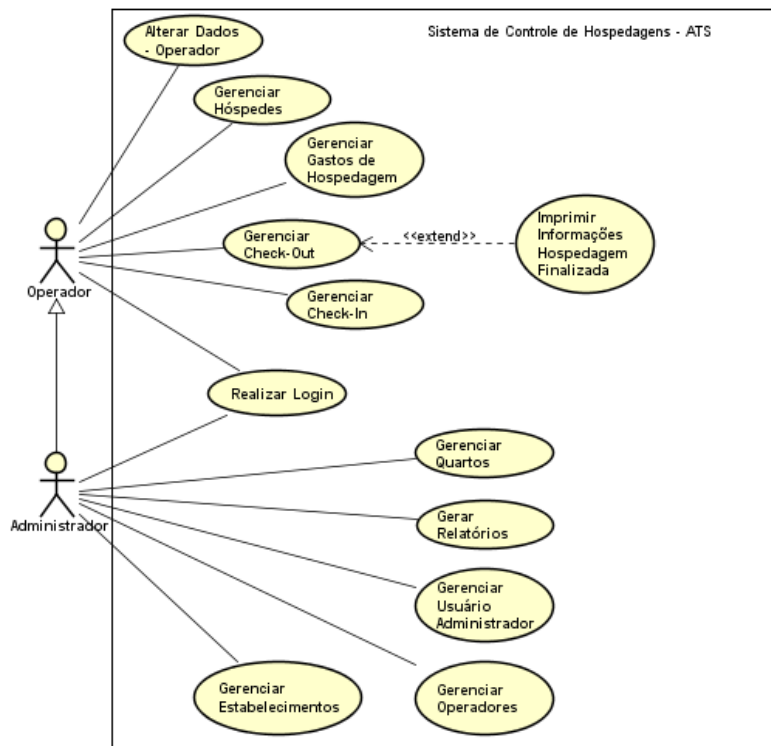 Sistema de Controle de Hospedagens - ATS
Alterar Dados
- Operador
Gerenciar
Hóspedes
Gerenciar
Gastos de
Hospedagem
Gerenciar
Check-Out
<<extend>>
Imprimir
Informações
Hospedagem
Finalizada
Operador
Gerenciar
Check-In
Realizar Login
Administrador
Gerenciar
Quartos
Gerar
Relatórios
Gerenciar
Usuário
Administrador
Gerenciar
Estabelecimentos
Gerenciar
Operadores